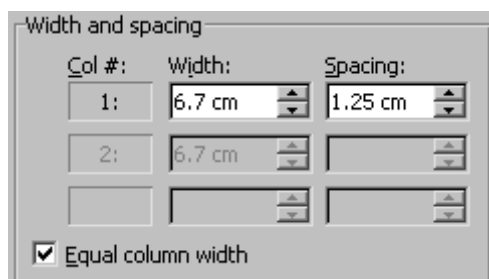 Width and spacing
Col #: Width: Spacing:
1: 6.7 cm 1.25 cm
2: 6.7 cm
Equal column width